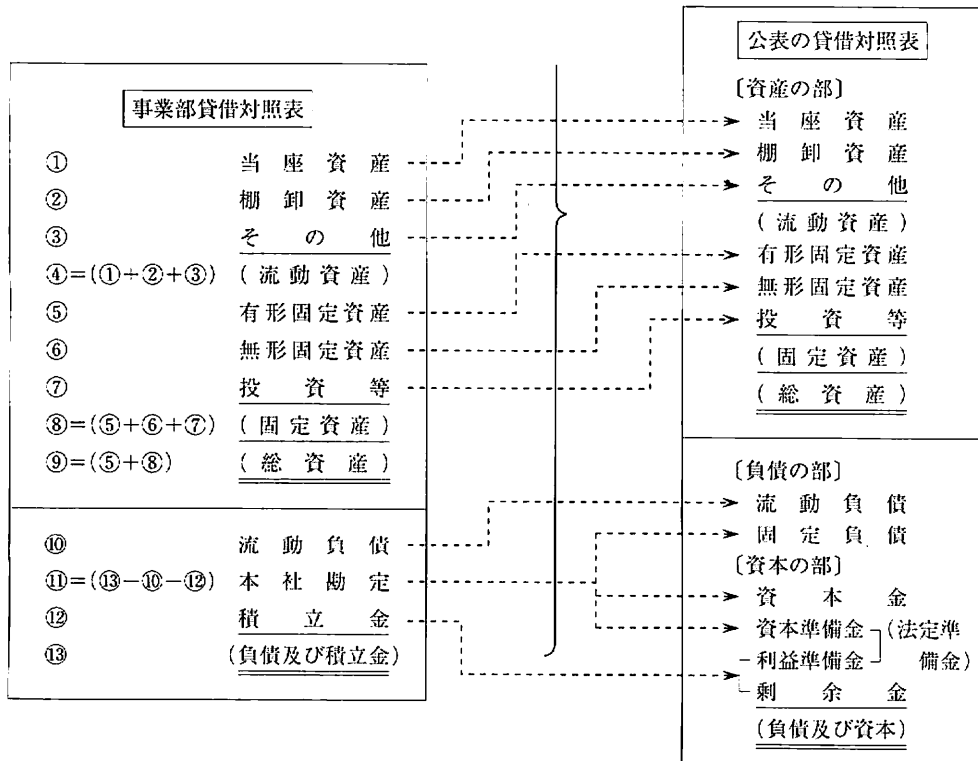 事業部貸借対照表
① 当座資産
② 棚卸資産
③ その他
④=(①+②+③) (流動資産)
⑤ 有形固定資産
⑥ 無形固定資産
⑦ 投資等
⑧=(⑤+⑥+⑦) (固定資産)
⑨=(⑤+⑧) (総資産)
⑩ 流動負債
⑪=(⑬-⑩-⑫) 本社勘定
⑫ 積立金
⑬ (負債及び積立金)
公表の貸借対照表
〔資産の部〕
当座資産
棚卸資産
その他
(流動資産)
有形固定資産
無形固定資産
投資等
(固定資産)
(総資産)
〔負債の部〕
流動負債
固定負債
〔資本の部〕
資本金
資本準備金 (法定準
利益準備金 備金)
剰余金
(負債及び資本)